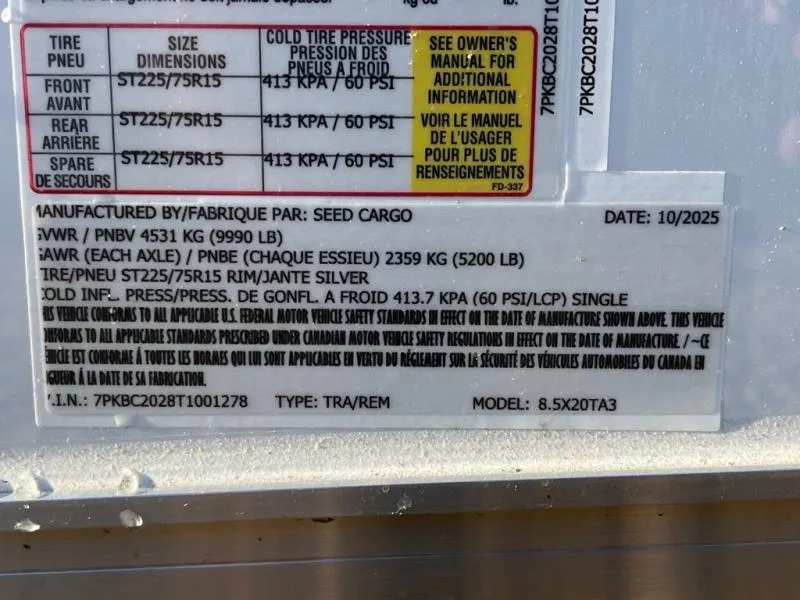 TIRE
PNEU
SIZE
DIMENSIONS
COLD TIRE PRESSURE
PRESSION DES
PNEUS A FROID
FRONT
AVANT
ST225/75R15
413 KPA / 60 PSI
REAR
ARRIÈRE
ST225/75R15
413 KPA / 60 PSI
SPARE
DE SECOURS
ST225/75R15
413 KPA / 60 PSI
SEE OWNER'S
MANUAL FOR
ADDITIONAL
INFORMATION
VOIR LE MANUEL
DE L'USAGER
POUR PLUS DE
RENSEIGNEMENTS
FD-337
7PKBC2028T10
7PKBC2028T10
MANUFACTURED BY/FABRIQUE PAR: SEED CARGO DATE: 10/2025
GVWR / PNBV 4531 KG (9990 LB)
GAWR (EACH AXLE) / PNBE (CHAQUE ESSIEU) 2359 KG (5200 LB)
TIRE/PNEU ST225/75R15 RIM/JANTE SILVER
COLD INFL. PRESS/PRESS. DE GONFL. A FROID 413.7 KPA (60 PSI/LCP) SINGLE
HIS VEHICLE CONFORMS TO ALL APPLICABLE U.S. FEDERAL MOTOR VEHICLE SAFETY STANDARDS IN EFFECT ON THE DATE OF MANUFACTURE SHOWN ABOVE. THIS VEHICLE
ONFORMS TO ALL APPLICABLE STANDARDS PRESCRIBED UNDER CANADIAN MOTOR VEHICLE SAFETY REGULATIONS IN EFFECT ON THE DATE OF MANUFACTURE. / ~CE
ÉHICLE EST CONFORME À TOUTES LES NORMES QUI LUI SONT APPLICABLES EN VERTU DU RÈGLEMENT SUR LA SÉCURITÉ DES VÉHICULES AUTOMOBILES DU CANADA EN
IGUEUR À LA DATE DE SA FABRICATION.
V.I.N.: 7PKBC2028T1001278 TYPE: TRA/REM MODEL: 8.5X20TA3